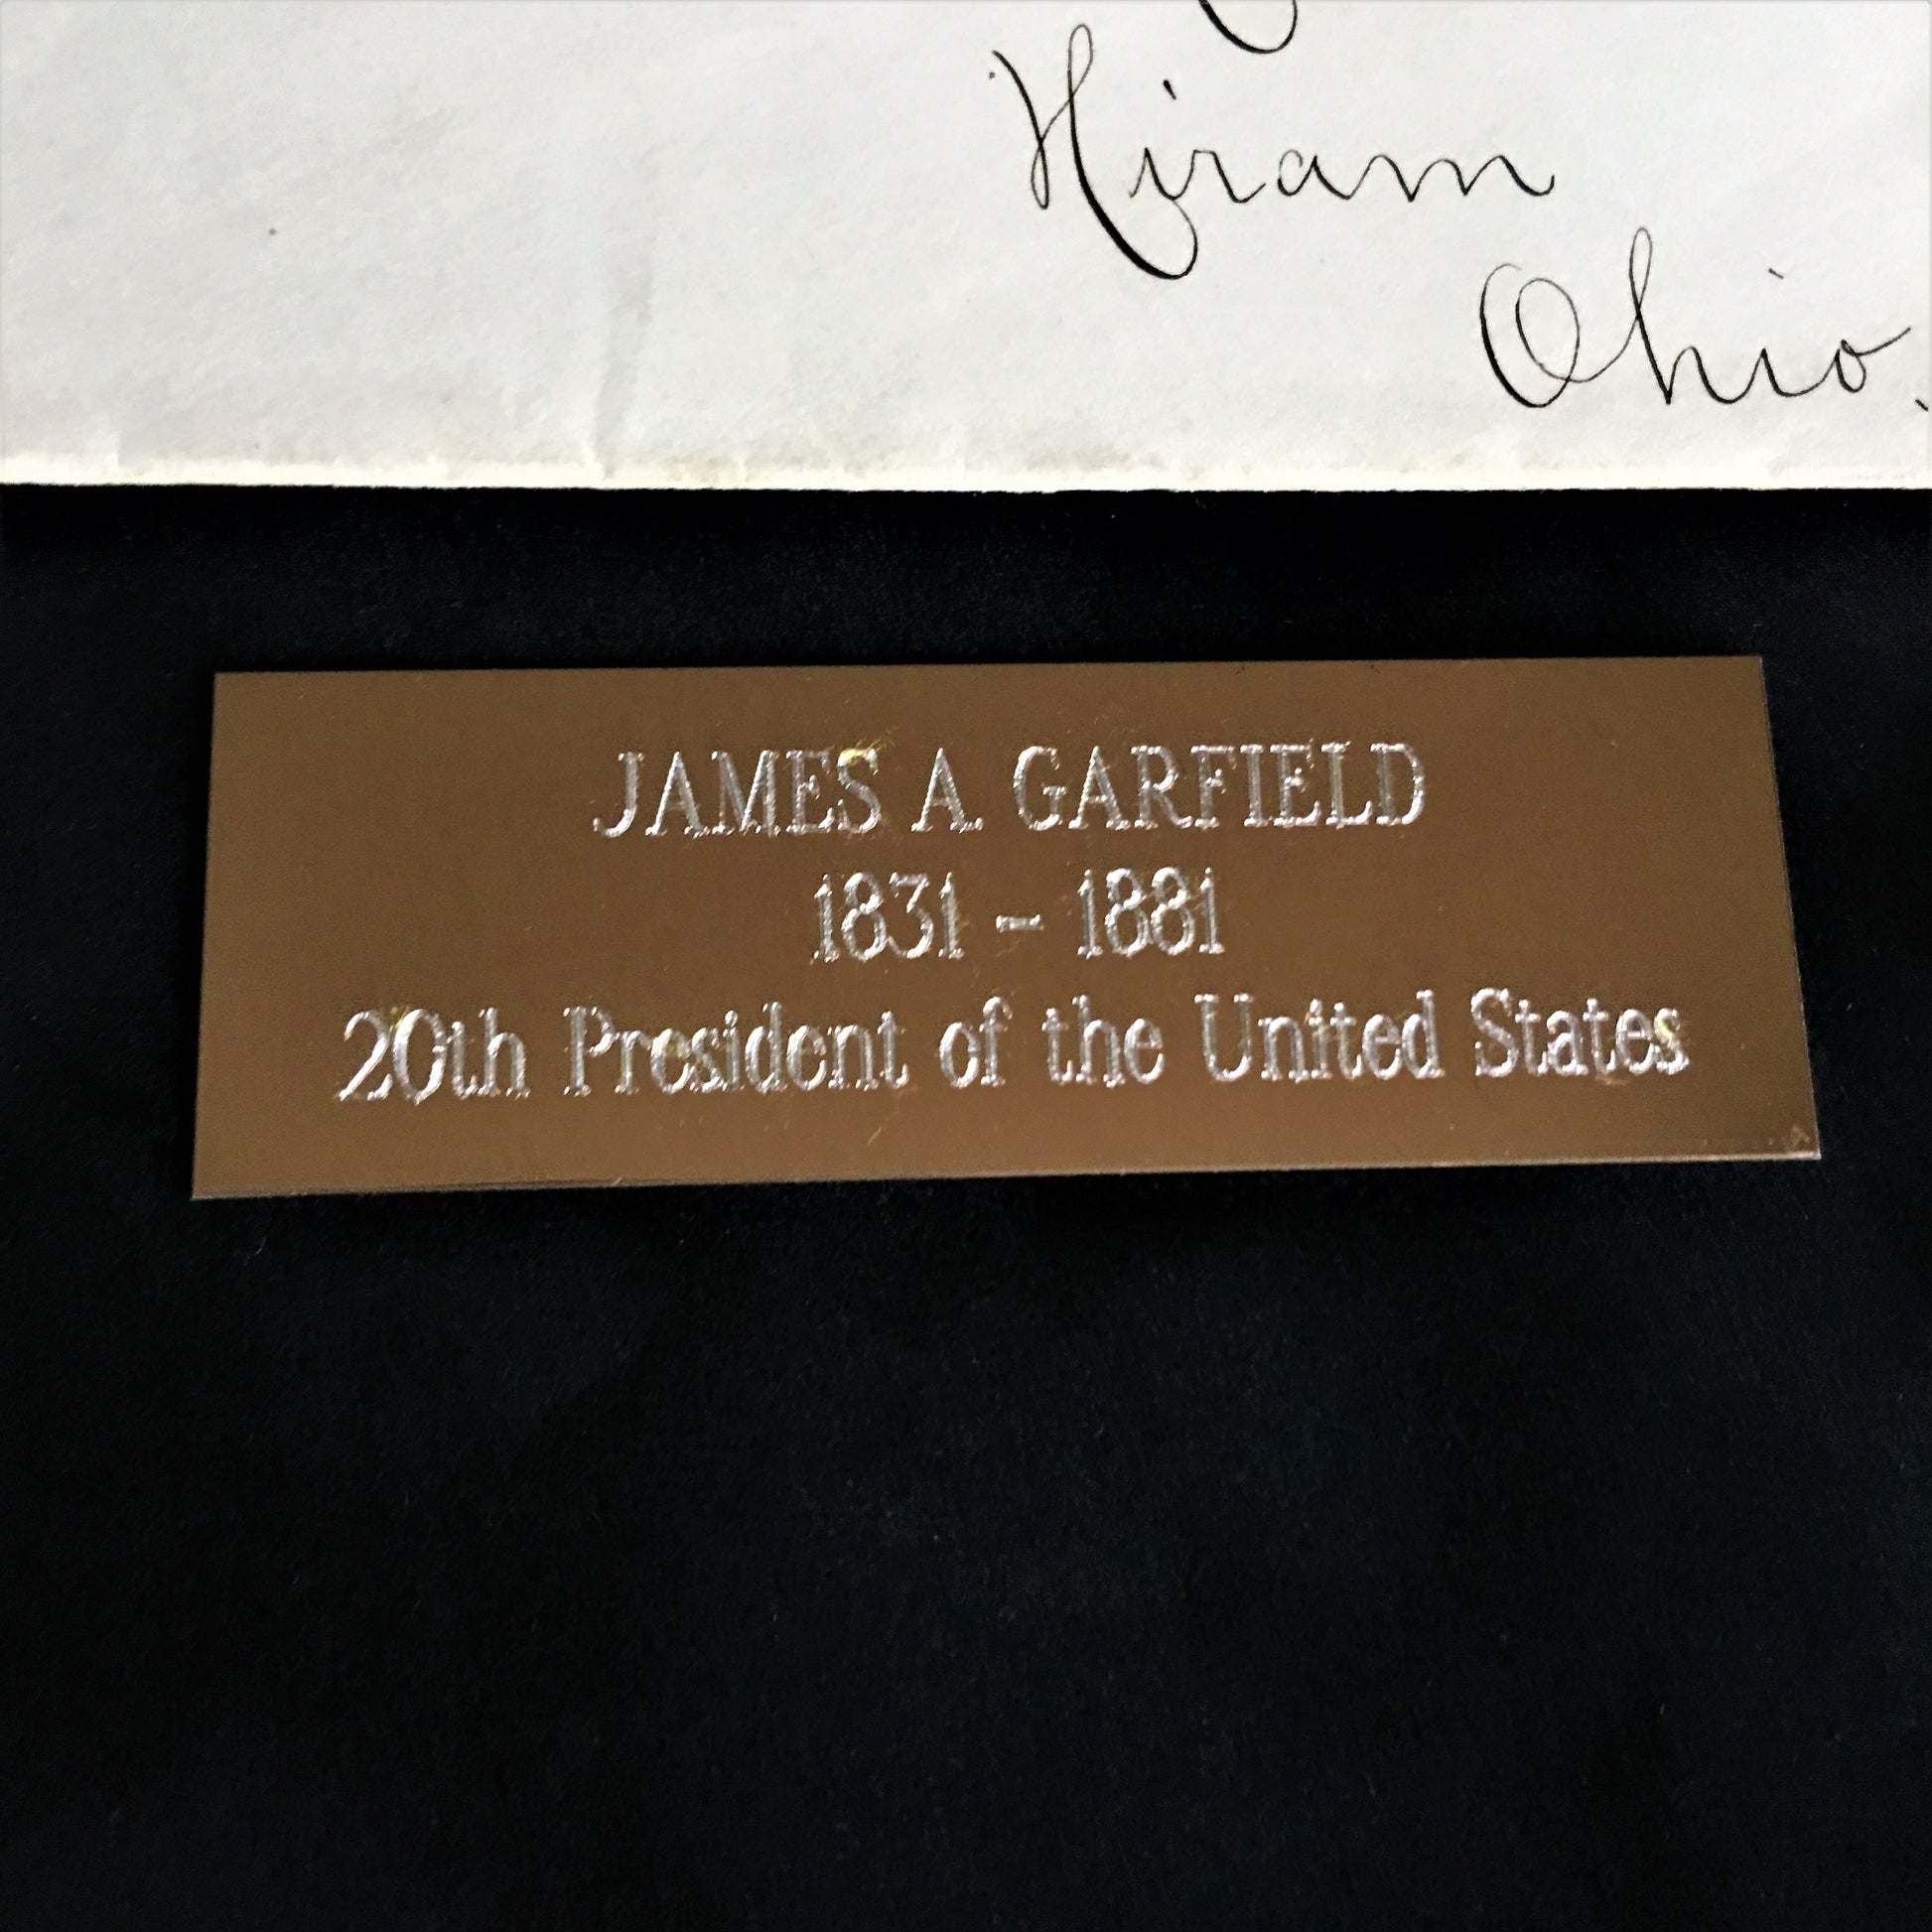 Hiram
Ohio.
JAMES A. GARFIELD
1831 - 1881
20th President of the United States